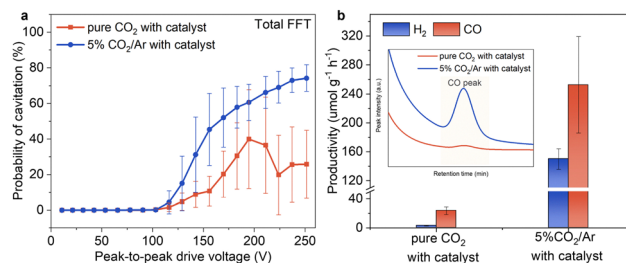 a
pure CO₂ with catalyst
5% CO₂/Ar with catalyst
Total FFT
Probability of cavitation (%)
100
80
60
40
20
0
0
50
100
150
200
250
Peak-to-peak drive voltage (V)
b
H₂
CO
Productivity (umol g⁻¹ h⁻¹)
320
280
240
200
160
120
40
20
0
pure CO₂ with catalyst
5% CO₂/Ar with catalyst
CO peak
Peak intensity (a.u.)
Retention time (min)
pure CO₂
with catalyst
5%CO₂/Ar
with catalyst